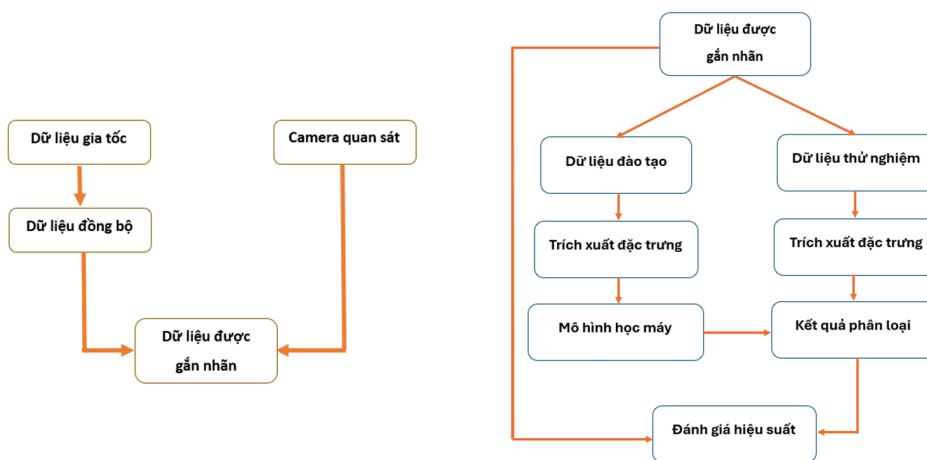 Dữ liệu gia tốc
Camera quan sát
Dữ liệu đồng bộ
Dữ liệu được
gắn nhãn
Dữ liệu được
gắn nhãn
Dữ liệu đào tạo
Dữ liệu thử nghiệm
Trích xuất đặc trưng
Trích xuất đặc trưng
Mô hình học máy
Kết quả phân loại
Đánh giá hiệu suất